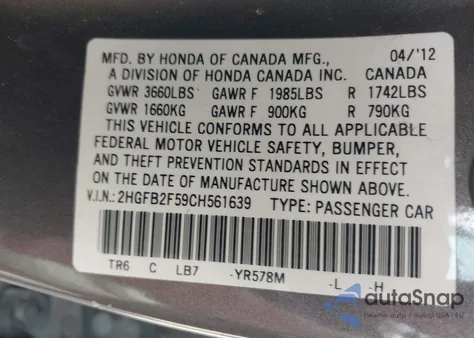 MFD. BY HONDA OF CANADA MFG., 04/'12
A DIVISION OF HONDA CANADA INC. CANADA
GVWR 3660LBS GAWR F 1985LBS R 1742LBS
GVWR 1660KG GAWR F 900KG R 790KG
THIS VEHICLE CONFORMS TO ALL APPLICABLE
FEDERAL MOTOR VEHICLE SAFETY, BUMPER,
AND THEFT PREVENTION STANDARDS IN EFFECT
ON THE DATE OF MANUFACTURE SHOWN ABOVE.
V.I.N.: 2HGFB2F59CH561639 TYPE: PASSENGER CAR
TR6 C LB7 -YR578M -L -H
autoSnap